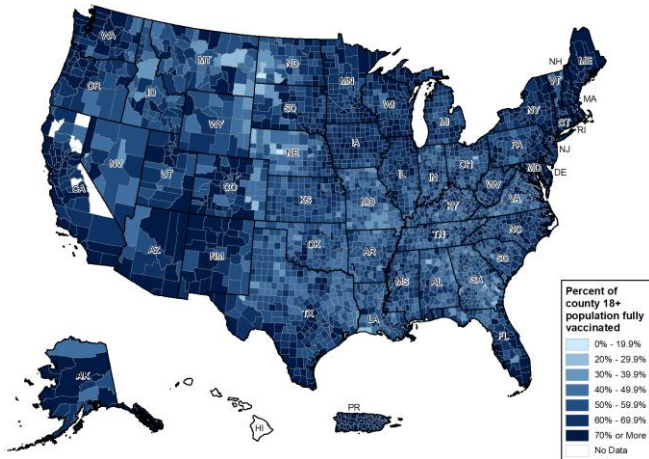 WA
MT
ND
MN
OR
ID
SD
WI
WY
MI
NH
VT
ME
NY
MA
CT
RI
NV
NE
IA
PA
NJ
UT
CO
IL
IN
OH
MD
DE
CA
KS
MO
WV
VA
KY
AZ
NM
OK
AR
TN
NC
SC
MS
AL
GA
TX
LA
FL
AK
HI
PR
Percent of
county 18+
population fully
vaccinated
0% - 19.9%
20% - 29.9%
30% - 39.9%
40% - 49.9%
50% - 59.9%
60% - 69.9%
70% or More
No Data